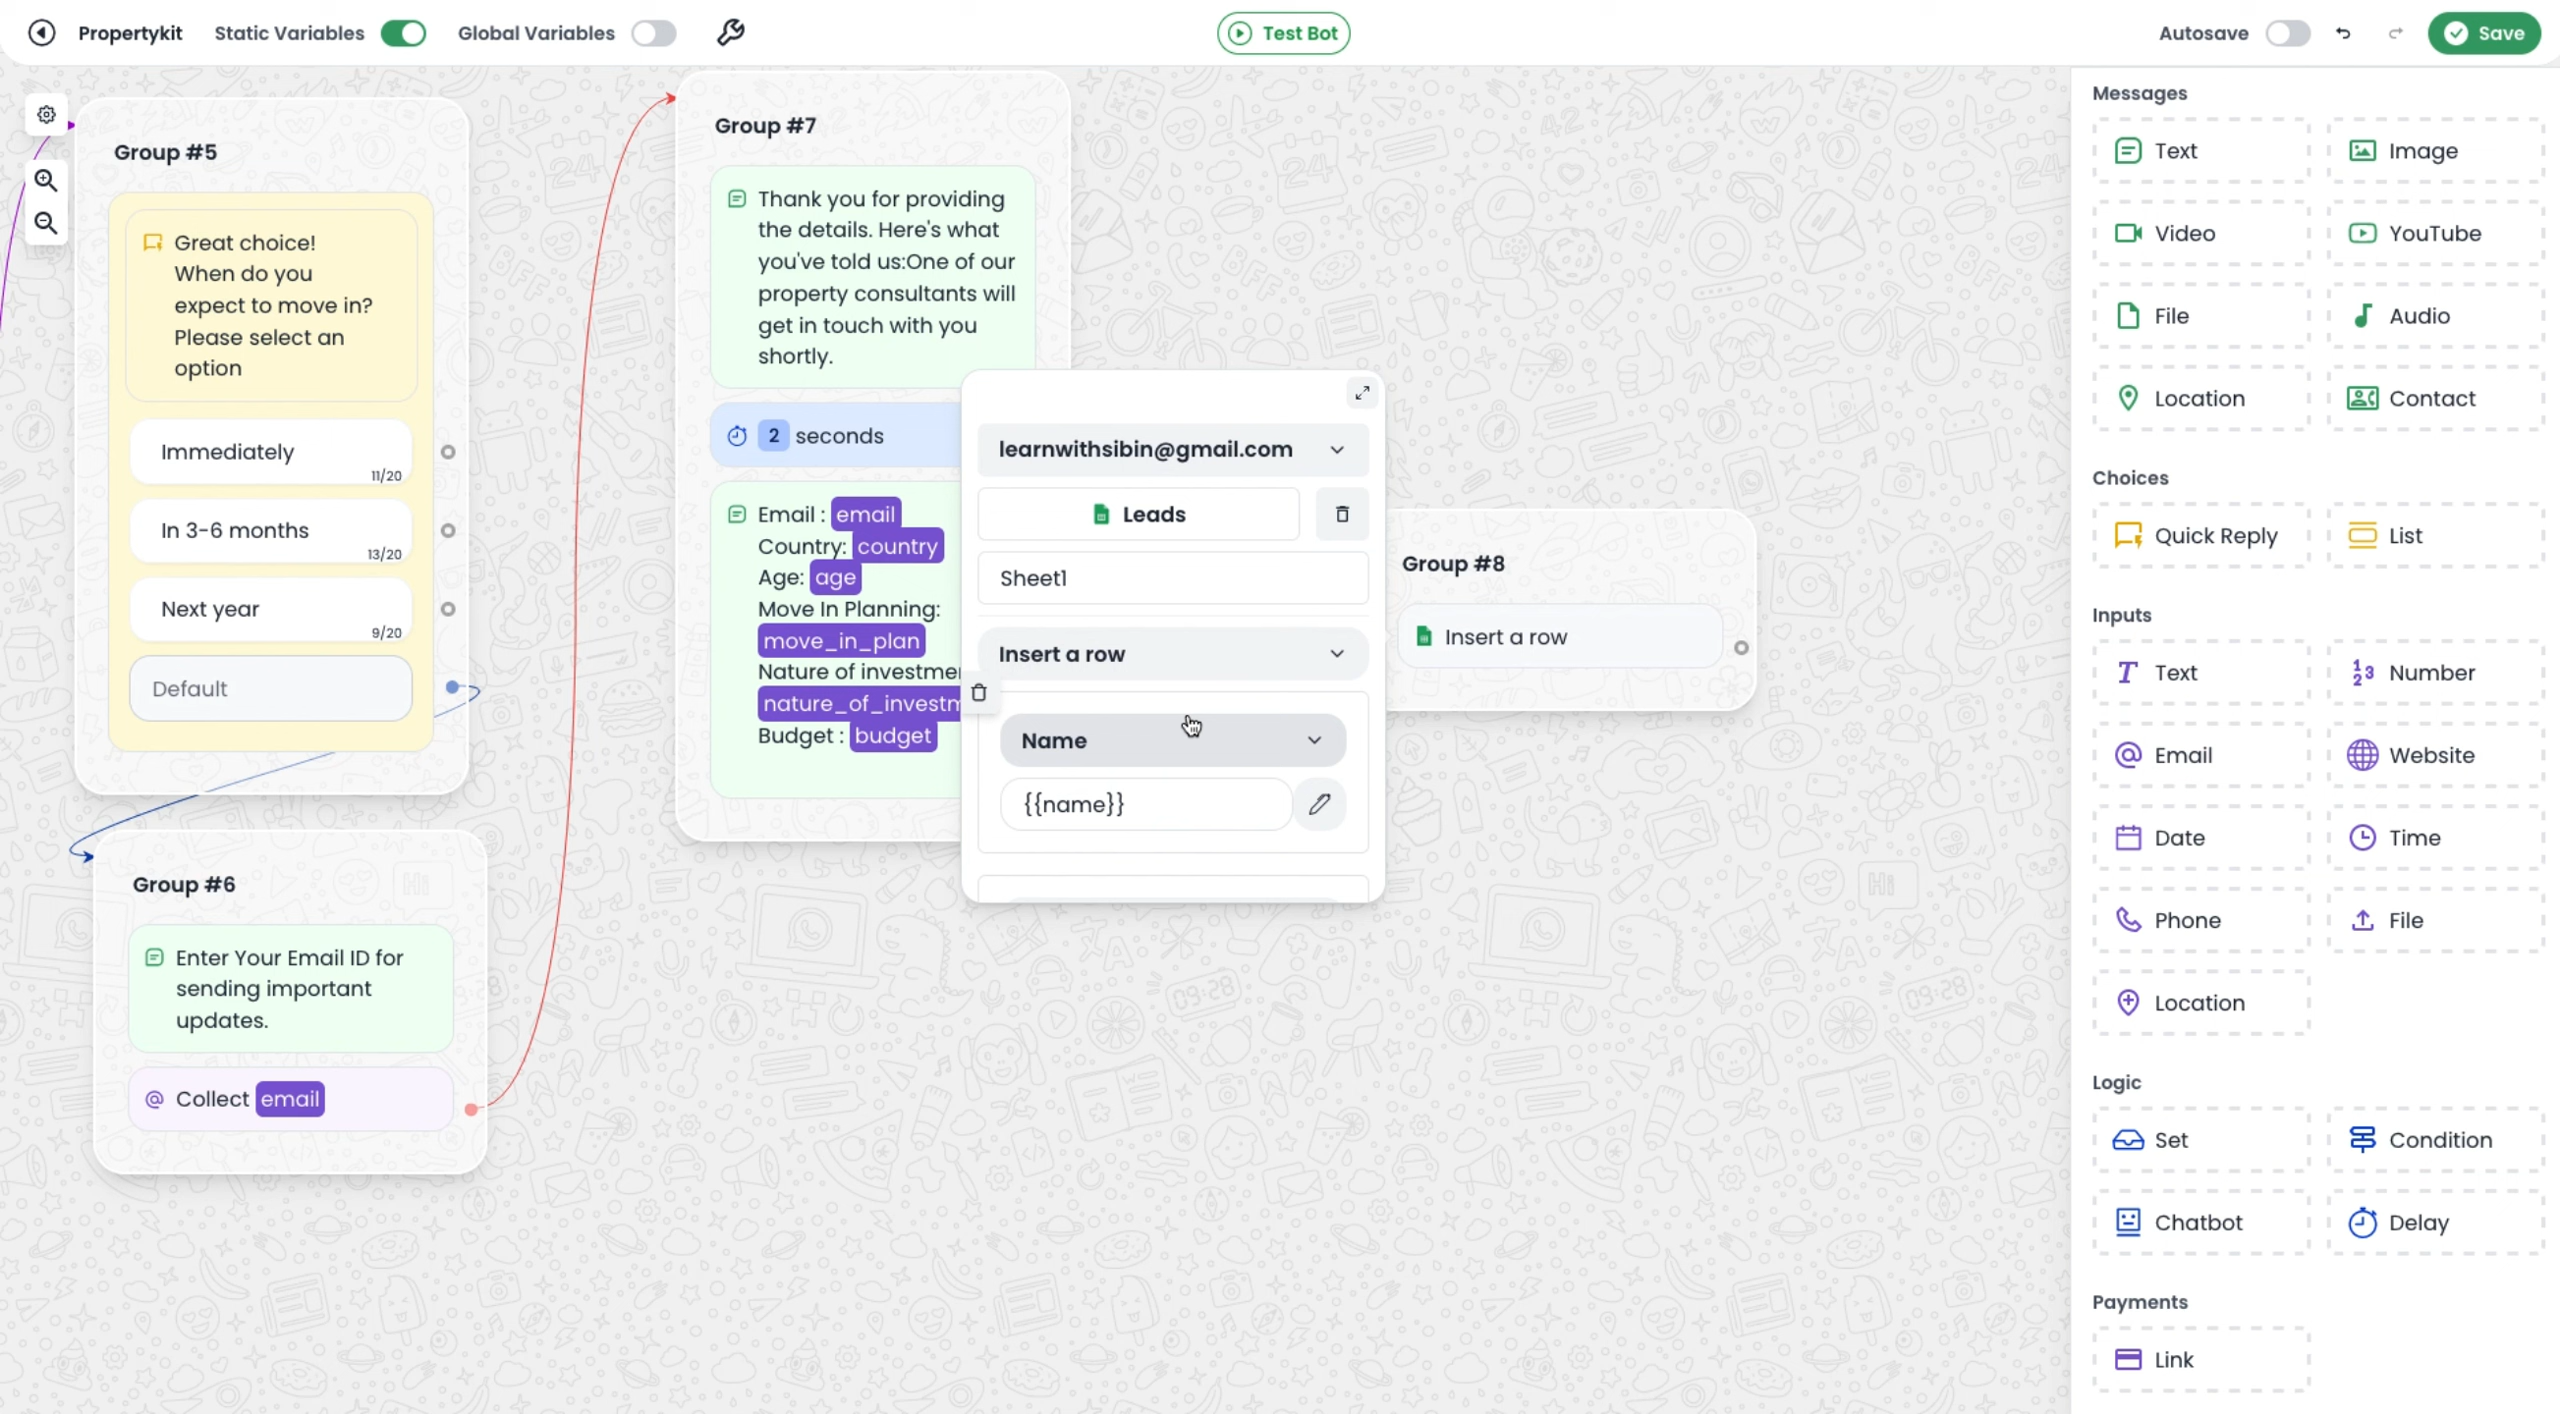 Propertykit
Static Variables
Global Variables
Test Bot
Autosave
Save
Group #5
Great choice!
When do you
expect to move in?
Please select an
option
Immediately
11/20
In 3-6 months
13/20
Next year
9/20
Default
Group #6
Enter Your Email ID for
sending important
updates.
Collect email
Group #7
Thank you for providing
the details. Here's what
you've told us:One of our
property consultants will
get in touch with you
shortly.
2 seconds
Email : email
Country: country
Age: age
Move In Planning:
move_in_plan
Nature of investme
nature_of_investm
Budget : budget
learnwithsibin@gmail.com
Leads
Sheet1
Insert a row
Name
{{name}}
Group #8
Insert a row
Messages
Text
Image
Video
YouTube
File
Audio
Location
Contact
Choices
Quick Reply
List
Inputs
Text
Number
Email
Website
Date
Time
Phone
File
Location
Logic
Set
Condition
Chatbot
Delay
Payments
Link